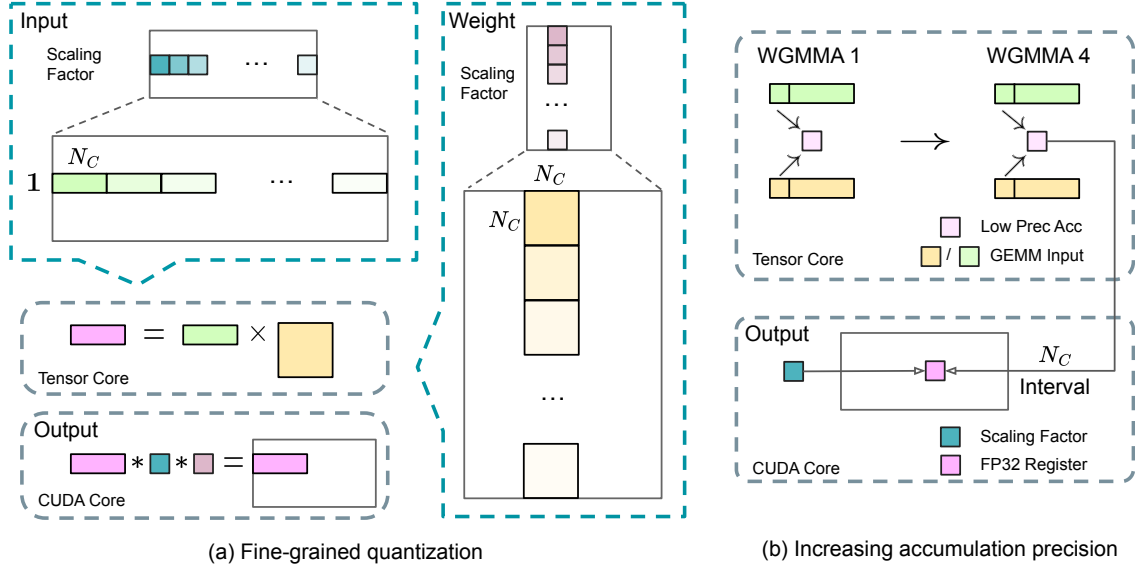 Input
Scaling
Factor
...
N_C
1
...
Weight
Scaling
Factor
...
N_C
N_C
...
= ×
Tensor Core
Output
* * =
CUDA Core
(a) Fine-grained quantization
WGMMA 1
WGMMA 4
Low Prec Acc
/ GEMM Input
Tensor Core
Output
N_C
Interval
Scaling Factor
FP32 Register
CUDA Core
(b) Increasing accumulation precision